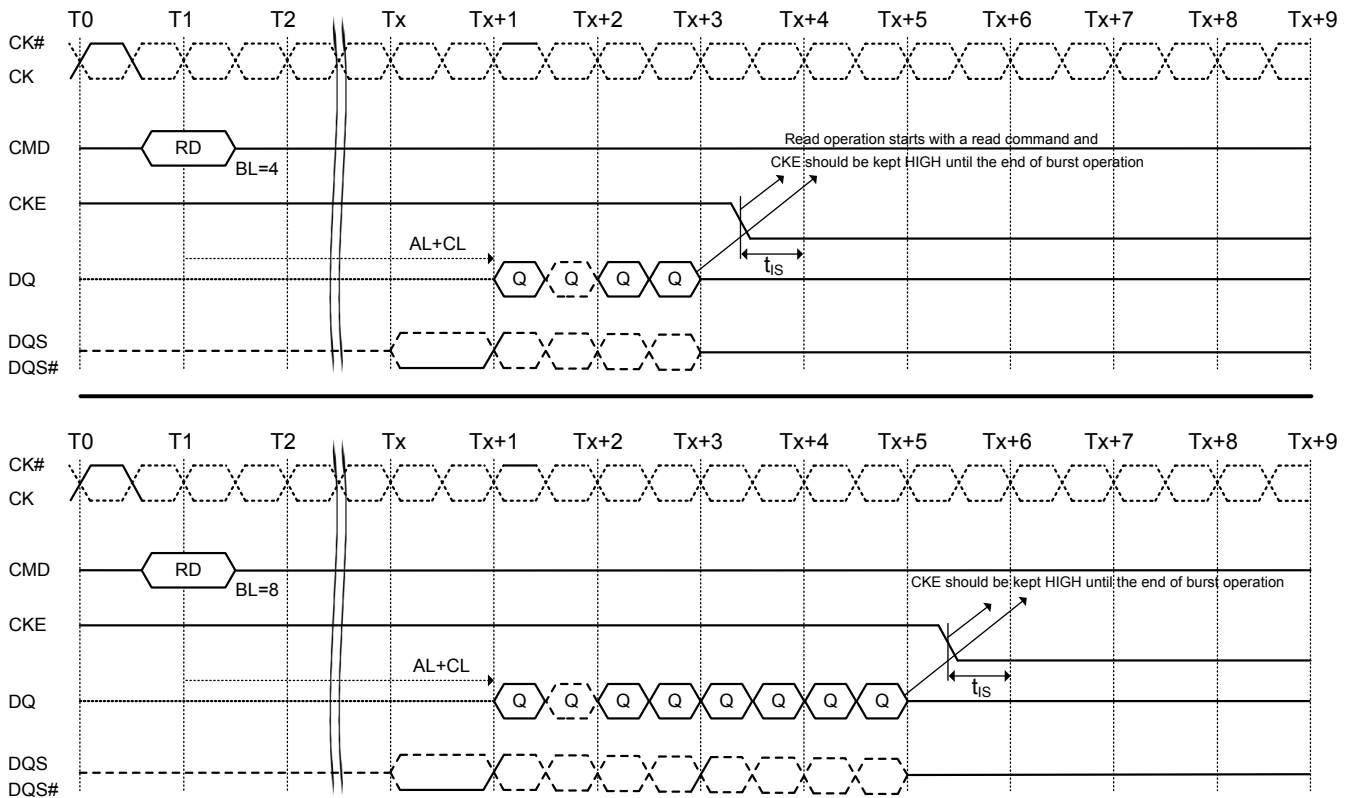 T0 T1 T2 Tx Tx+1 Tx+2 Tx+3 Tx+4 Tx+5 Tx+6 Tx+7 Tx+8 Tx+9
CK#
CK
Read operation starts with a read command and
CMD RD
BL=4
CKE should be kept HIGH until the end of burst operation
CKE
AL+CL
tIS
DQ Q Q Q Q
DQS
DQS#
T0 T1 T2 Tx Tx+1 Tx+2 Tx+3 Tx+4 Tx+5 Tx+6 Tx+7 Tx+8 Tx+9
CK#
CK
CMD RD
BL=8
CKE should be kept HIGH until the end of burst operation
CKE
AL+CL
tIS
DQ Q Q Q Q Q Q Q Q
DQS
DQS#